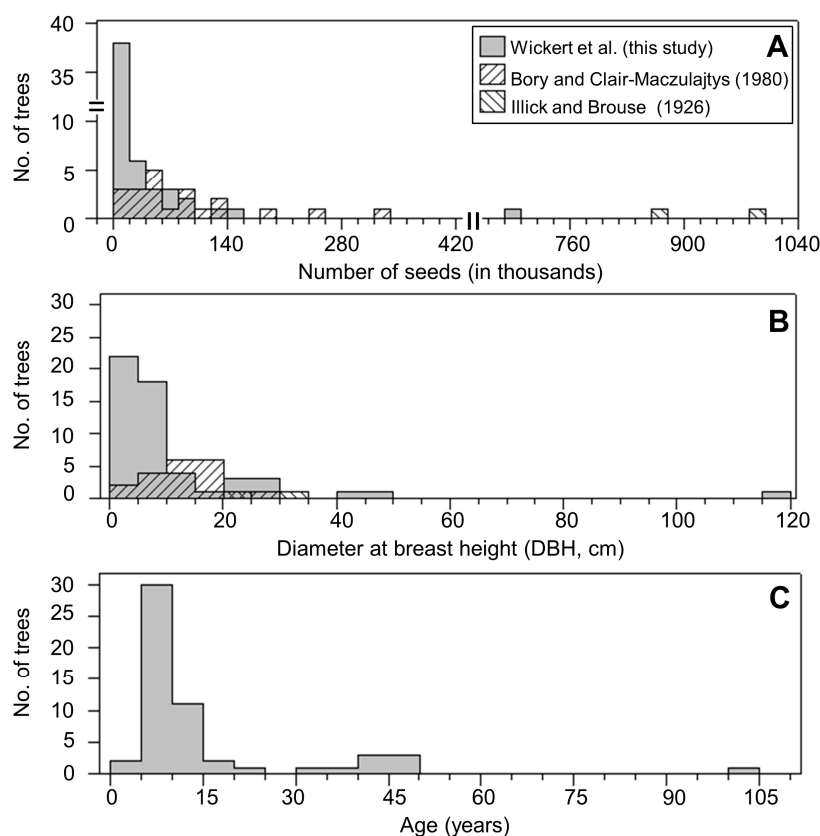 40
35
10
5
0
No. of trees
Wickert et al. (this study)
Bory and Clair-Maczulajtys (1980)
Illick and Brouse (1926)
A
0 140 280 420 760 900 1040
Number of seeds (in thousands)
30
25
20
15
10
5
0
No. of trees
B
0 20 40 60 80 100 120
Diameter at breast height (DBH, cm)
30
25
20
15
10
5
0
No. of trees
C
0 15 30 45 60 75 90 105
Age (years)